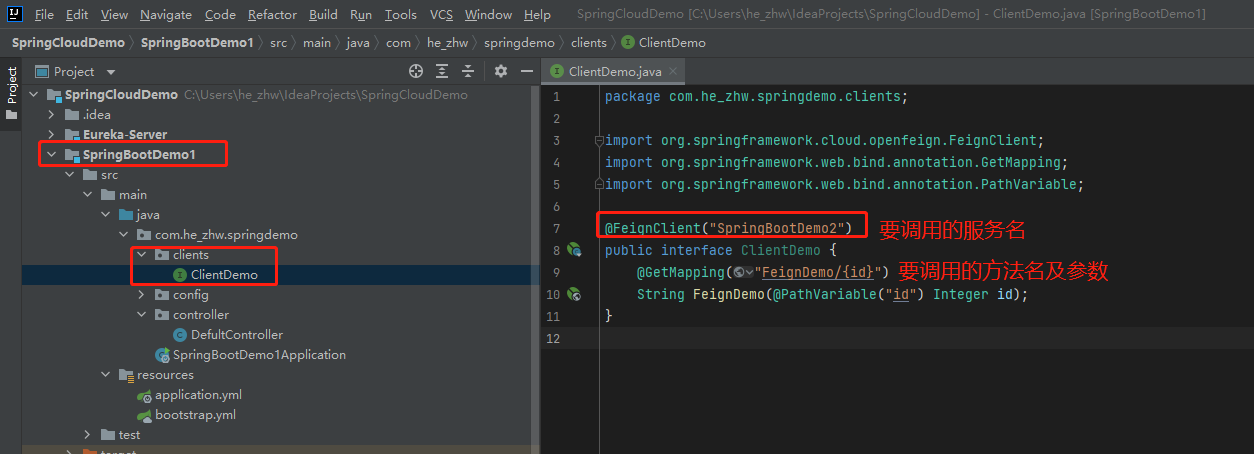 File Edit View Navigate Code Refactor Build Run Tools VCS Window Help SpringCloudDemo [C:\Users\he_zhw\IdeaProjects\SpringCloudDemo] - ClientDemo.java [SpringBootDemo1]
SpringCloudDemo SpringBootDemo1 src main java com he_zhw springdemo clients ClientDemo
Project
Project
ClientDemo.java
SpringCloudDemo C:\Users\he_zhw\IdeaProjects\SpringCloudDemo
.idea
Eureka-Server
SpringBootDemo1
src
main
java
com.he_zhw.springdemo
clients
ClientDemo
config
controller
DefultController
SpringBootDemo1Application
resources
application.yml
bootstrap.yml
test
target
1 package com.he_zhw.springdemo.clients;
2
3 import org.springframework.cloud.openfeign.FeignClient;
4 import org.springframework.web.bind.annotation.GetMapping;
5 import org.springframework.web.bind.annotation.PathVariable;
6
7 @FeignClient("SpringBootDemo2") 要调用的服务名
8 public interface ClientDemo {
9 @GetMapping("FeignDemo/{id}") 要调用的方法名及参数
10 String FeignDemo(@PathVariable("id") Integer id);
11 }
12